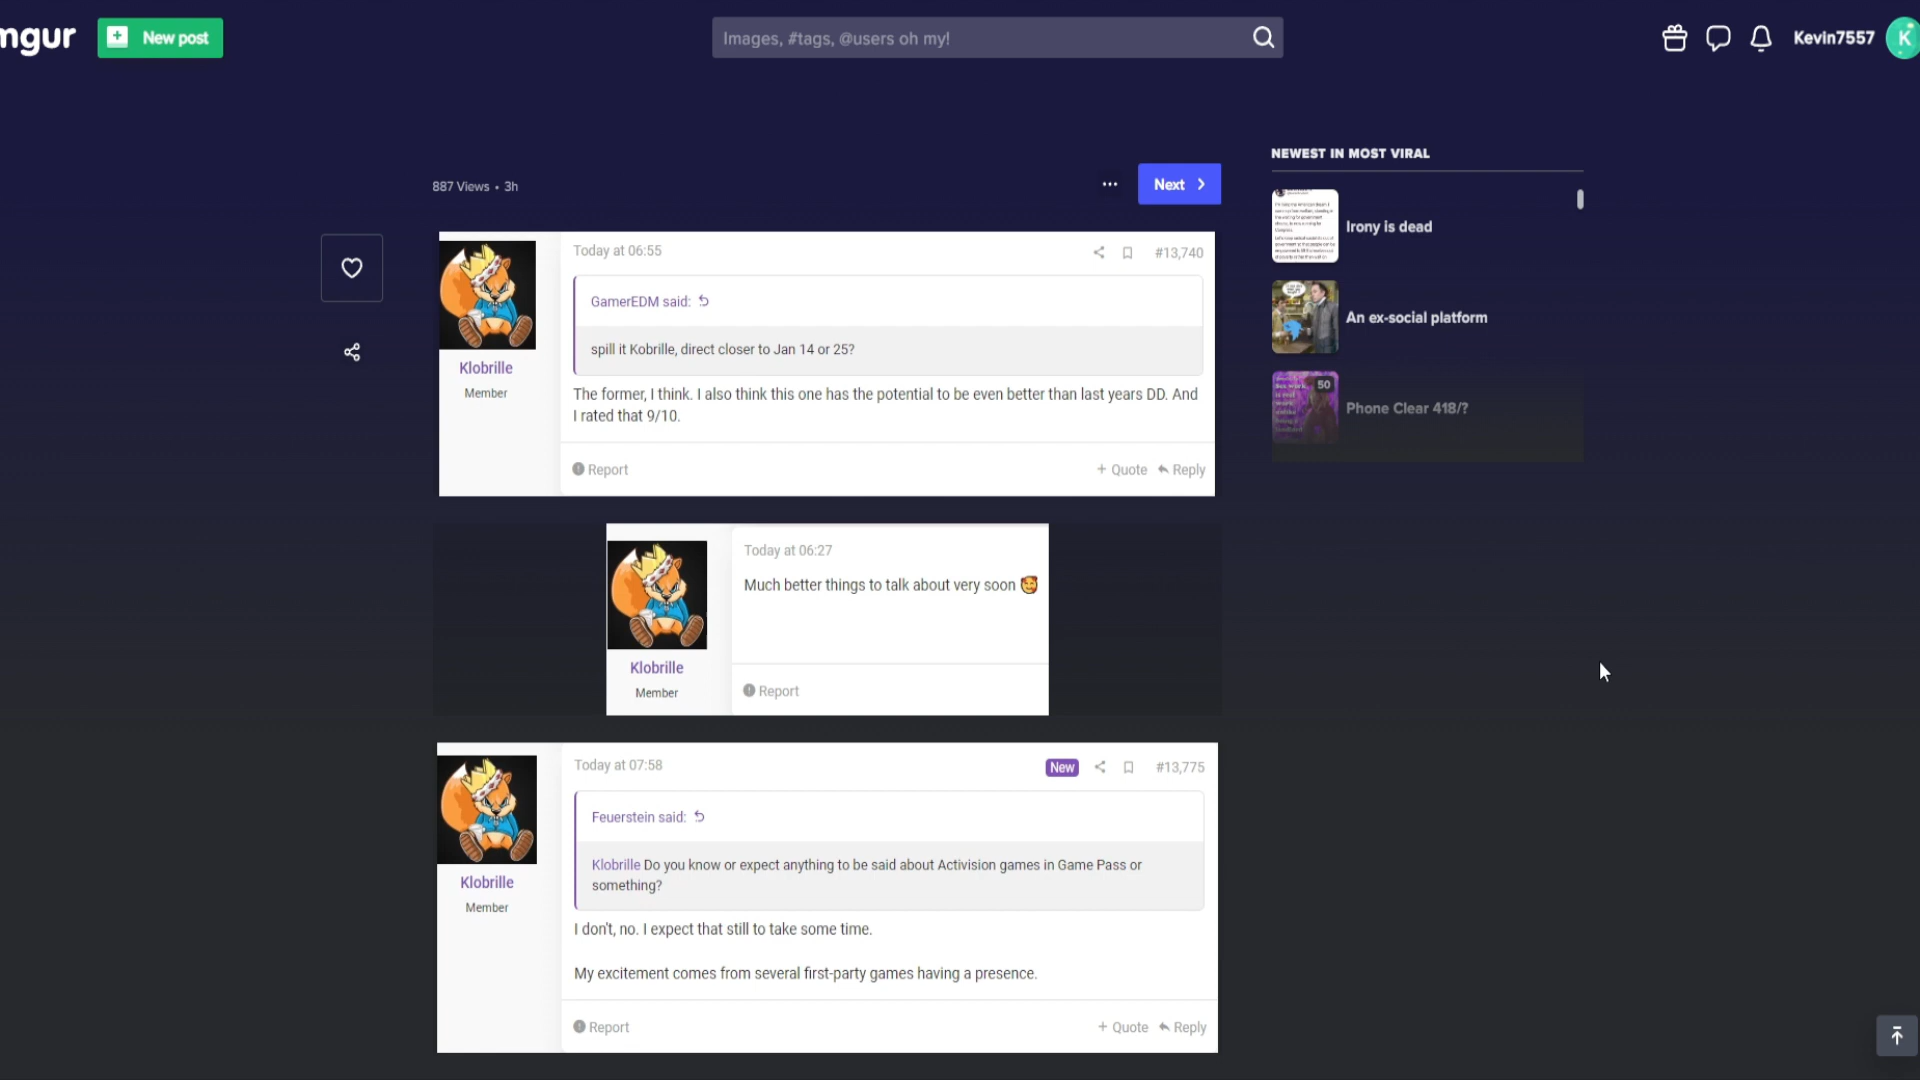 mgur
New post
Images, #tags, @users oh my!
Kevin7557
K
887 Views • 3h
Next
NEWEST IN MOST VIRAL
Irony is dead
An ex-social platform
50
Phone Clear 418/?
Today at 06:55
#13,740
GamerEDM said:
spill it Kobrille, direct closer to Jan 14 or 25?
Klobrille
Member
The former, I think. I also think this one has the potential to be even better than last years DD. And
I rated that 9/10.
Report
+ Quote
Reply
Today at 06:27
Much better things to talk about very soon 🥰
Klobrille
Member
Report
Today at 07:58
New
#13,775
Feuerstein said:
Klobrille Do you know or expect anything to be said about Activision games in Game Pass or
something?
Klobrille
Member
I don't, no. I expect that still to take some time.
My excitement comes from several first-party games having a presence.
Report
+ Quote
Reply